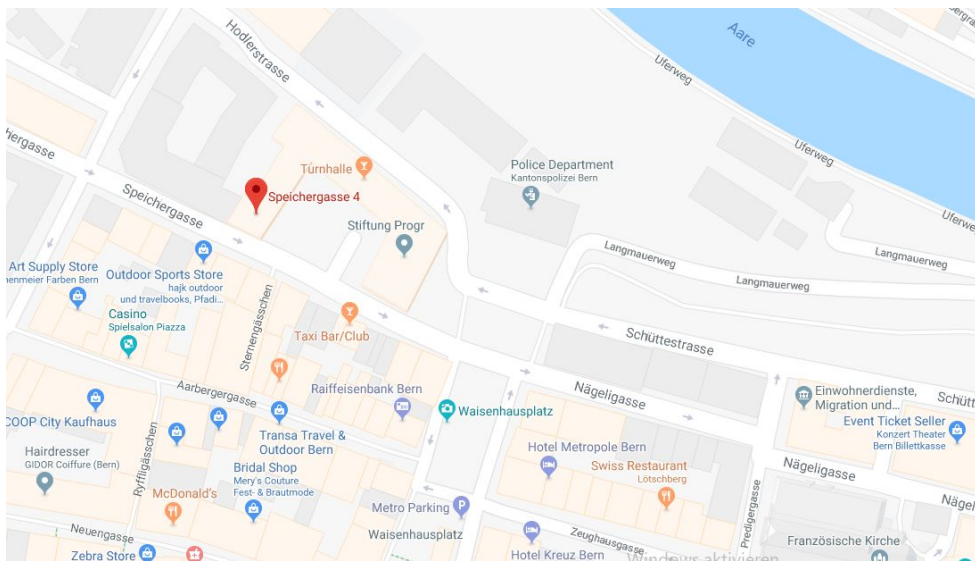 Hodlerstrasse
Aare
Uferweg
Uferweg
Uferweg
hergasse
Speichergasse
Turnhalle
Speichergasse 4
Stiftung Progr
Police Department
Kantonspolizei Bern
Langmauerweg
Langmauerweg
Langmauerweg
Art Supply Store
nenmeier Farben Bern
Outdoor Sports Store
hajk outdoor
und travelbooks, Pfadi...
Casino
Spielsalon Piazza
Sternengässchen
Taxi Bar/Club
Schüttestrasse
Schütt
Aarbergergasse
Raiffeisenbank Bern
Nägeligasse
Waisenhausplatz
Einwohnerdienste,
Migration und...
Event Ticket Seller
Konzert Theater
Bern Billettkasse
COOP City Kaufhaus
Transa Travel &
Outdoor Bern
Hairdresser
GIDOR Coiffure (Bern)
Ryffligässchen
Bridal Shop
Mery's Couture
Fest- & Brautmode
McDonald's
Hotel Metropole Bern
Swiss Restaurant
Lötschberg
Nägeligasse
Nägel
Predigergasse
Metro Parking
Waisenhausplatz
Neuengasse
Zebra Store
Zeughausgasse
Hotel Kreuz Bern
Französische Kirche
Windows aktivieren